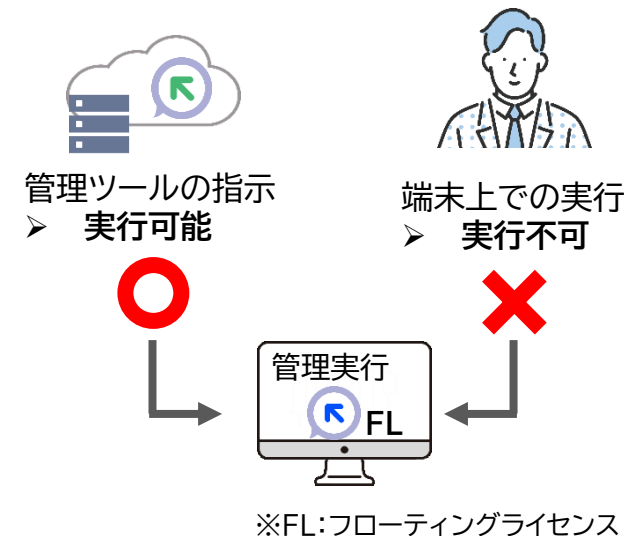 管理ツールの指示
➢ 実行可能
端末上での実行
➢ 実行不可
管理実行
FL
※FL:フローティングライセンス